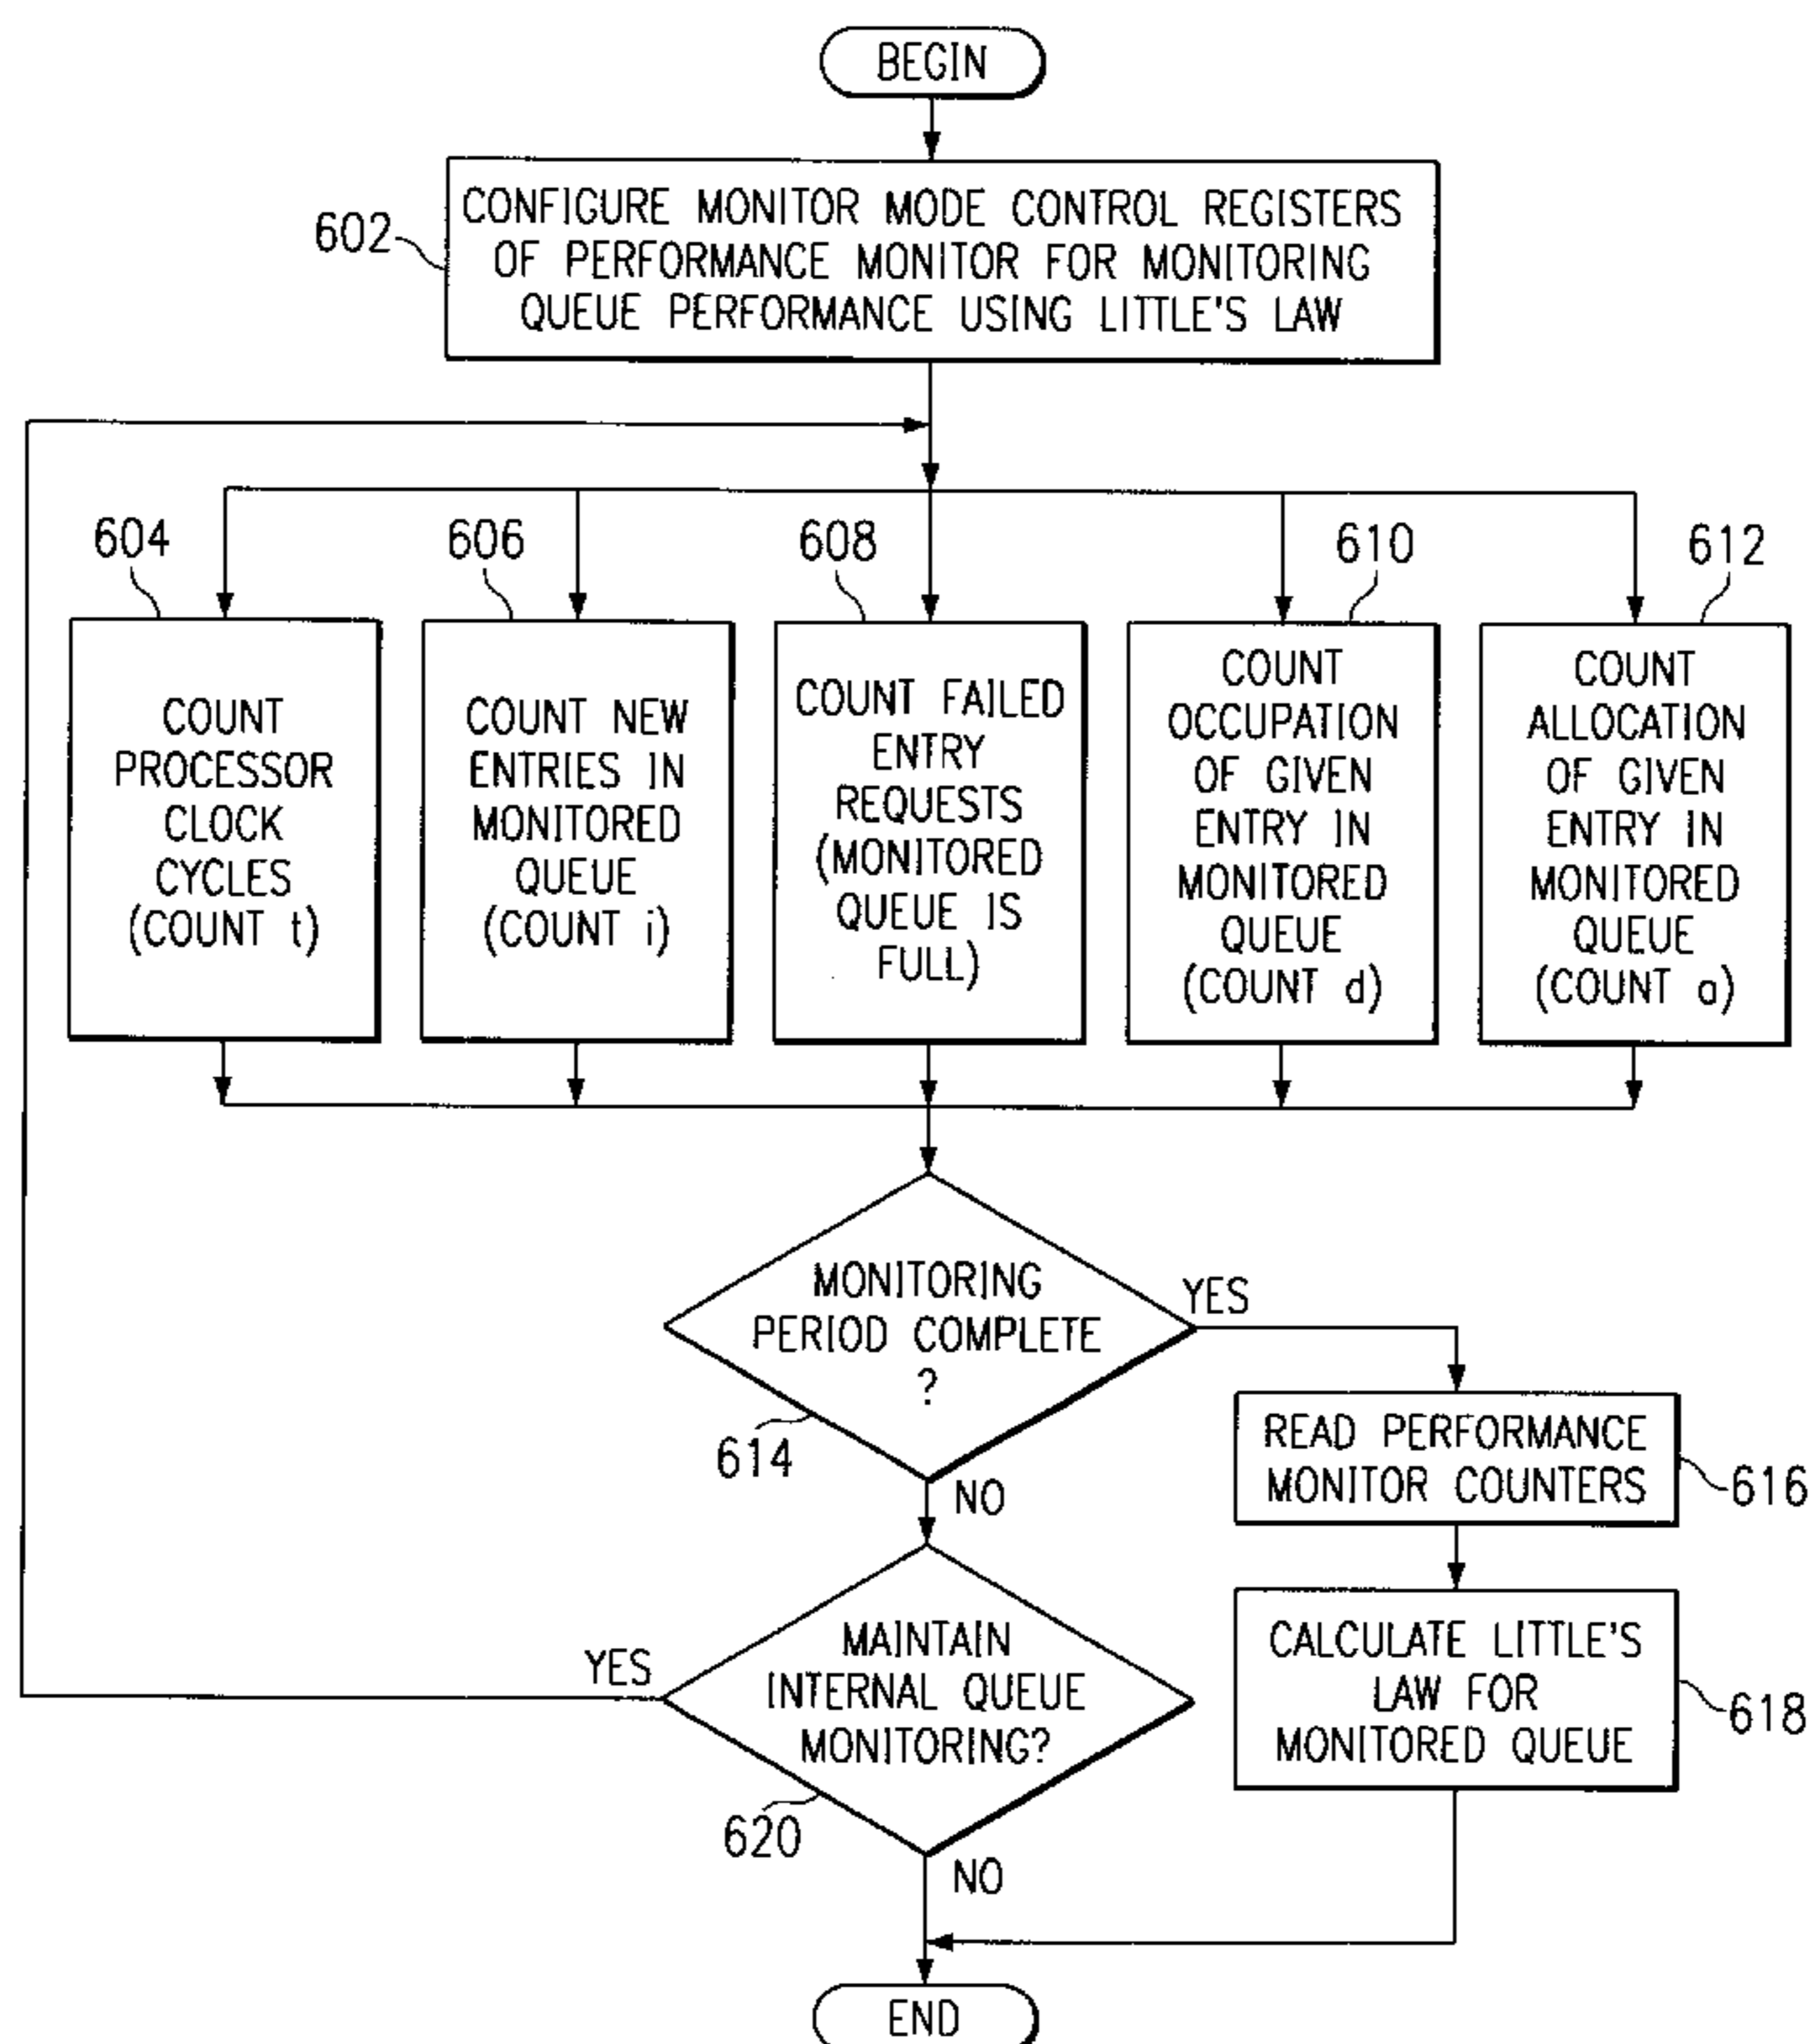 BEGIN
602
CONFIGURE MONITOR MODE CONTROL REGISTERS
OF PERFORMANCE MONITOR FOR MONITORING
QUEUE PERFORMANCE USING LITTLE'S LAW
604
606
608
610
612
COUNT
PROCESSOR
CLOCK
CYCLES
(COUNT t)
COUNT NEW
ENTRIES IN
MONITORED
QUEUE
(COUNT i)
COUNT FAILED
ENTRY
REQUESTS
(MONITORED
QUEUE IS
FULL)
COUNT
OCCUPATION
OF GIVEN
ENTRY IN
MONITORED
QUEUE
(COUNT d)
COUNT
ALLOCATION
OF GIVEN
ENTRY IN
MONITORED
QUEUE
(COUNT a)
MONITORING
PERIOD COMPLETE
?
YES
614
NO
READ PERFORMANCE
MONITOR COUNTERS
616
CALCULATE LITTLE'S
LAW FOR
MONITORED QUEUE
618
YES
MAINTAIN
INTERNAL QUEUE
MONITORING?
620
NO
END